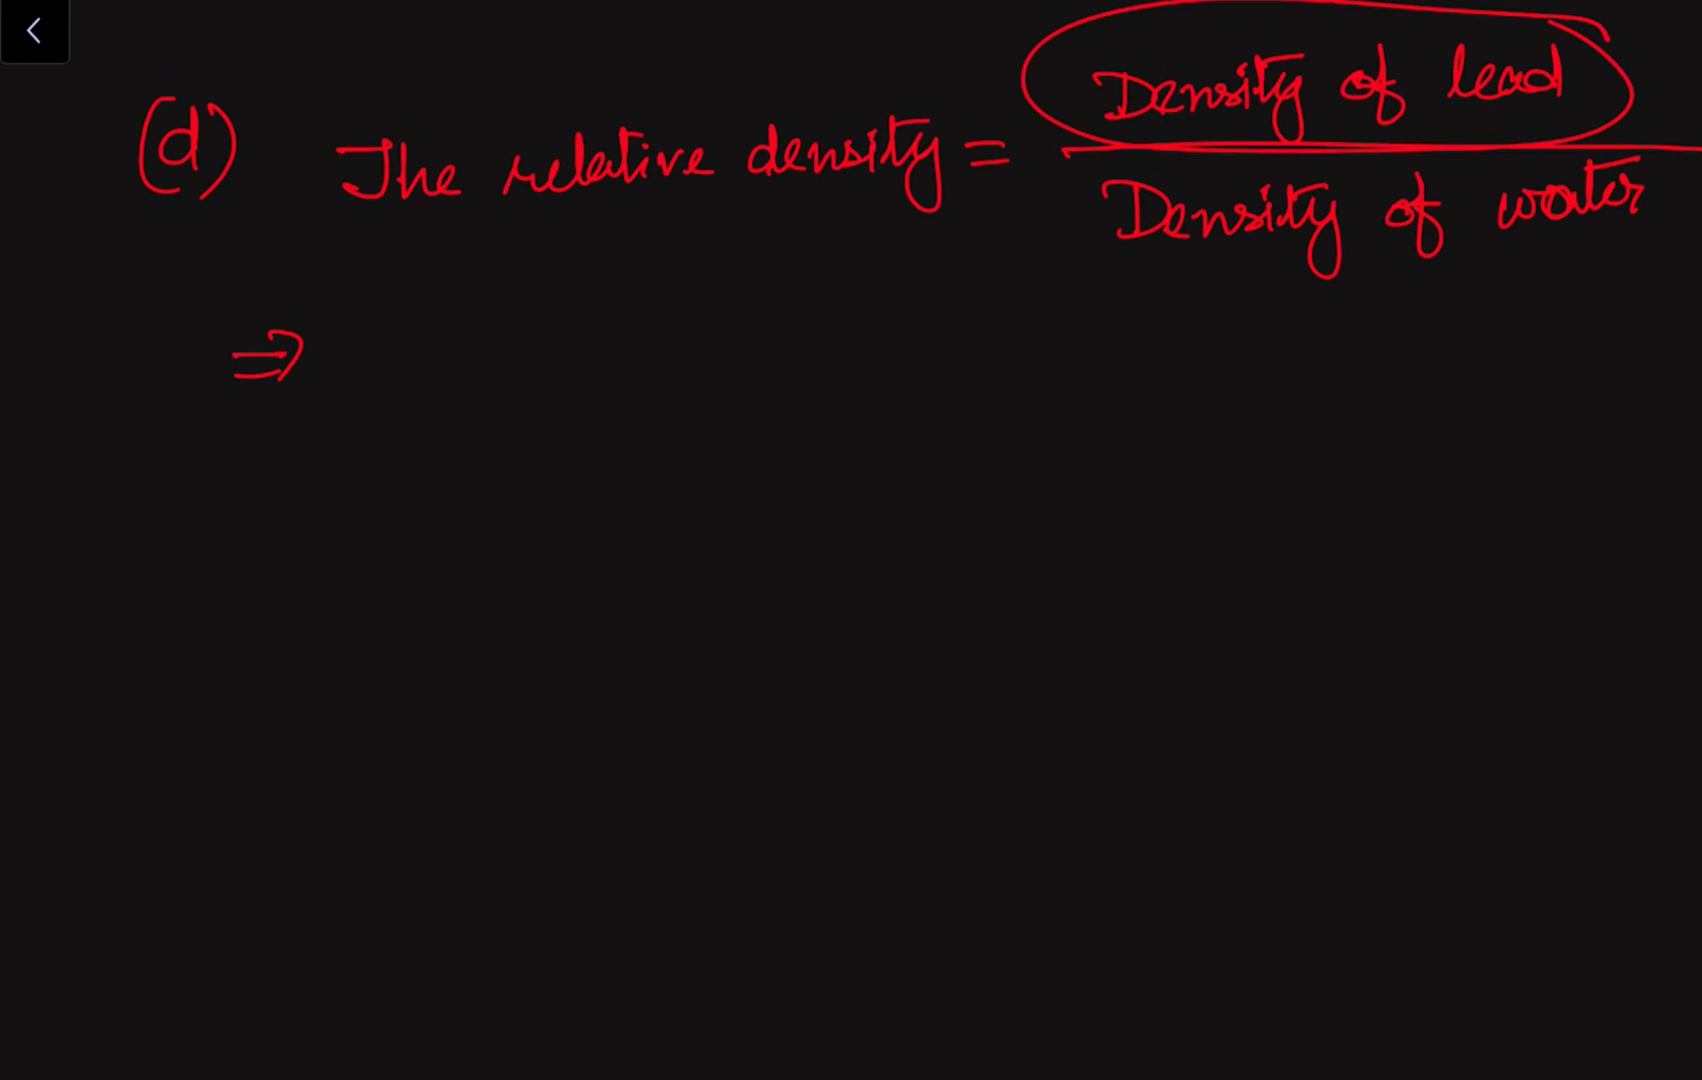 (d) The relative density = Density of lead
Density of water
⇒